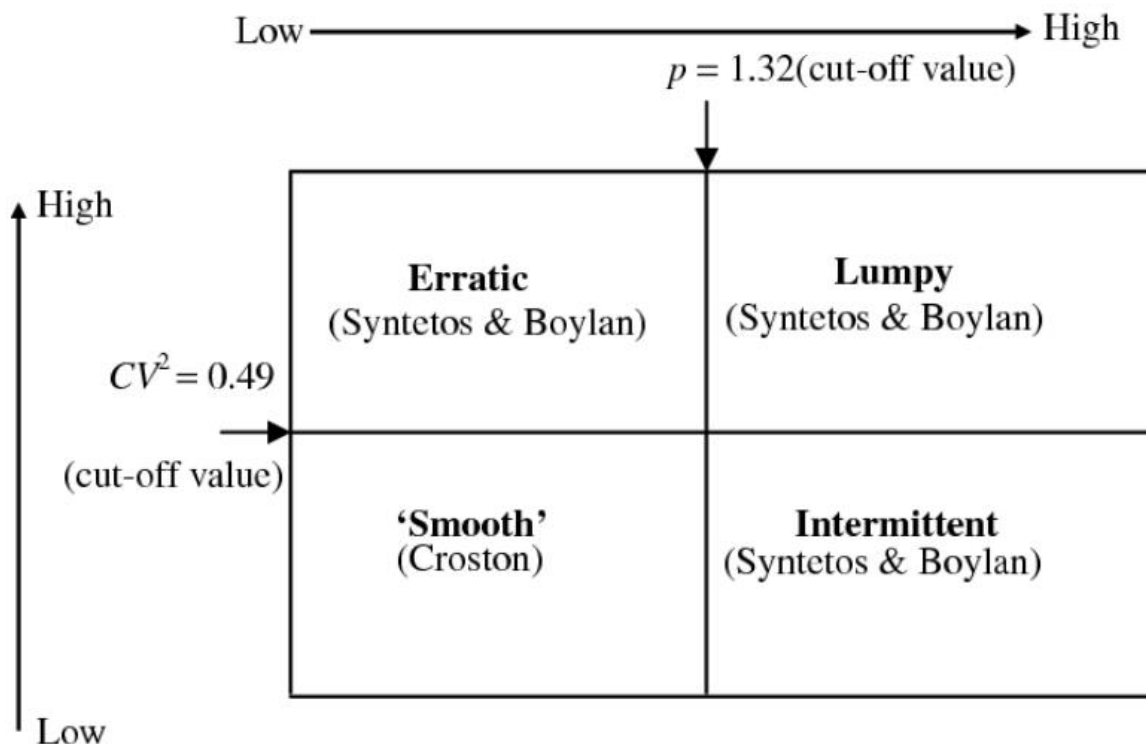 Low
High
p = 1.32(cut-off value)
High
Erratic
(Syntetos & Boylan)
Lumpy
(Syntetos & Boylan)
CV² = 0.49
(cut-off value)
‘Smooth’
(Croston)
Intermittent
(Syntetos & Boylan)
Low